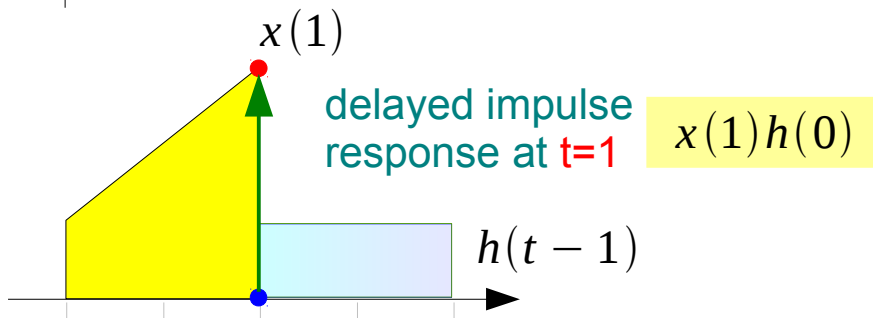 x(1)
delayed impulse
response at t=1
x(1)h(0)
h(t − 1)